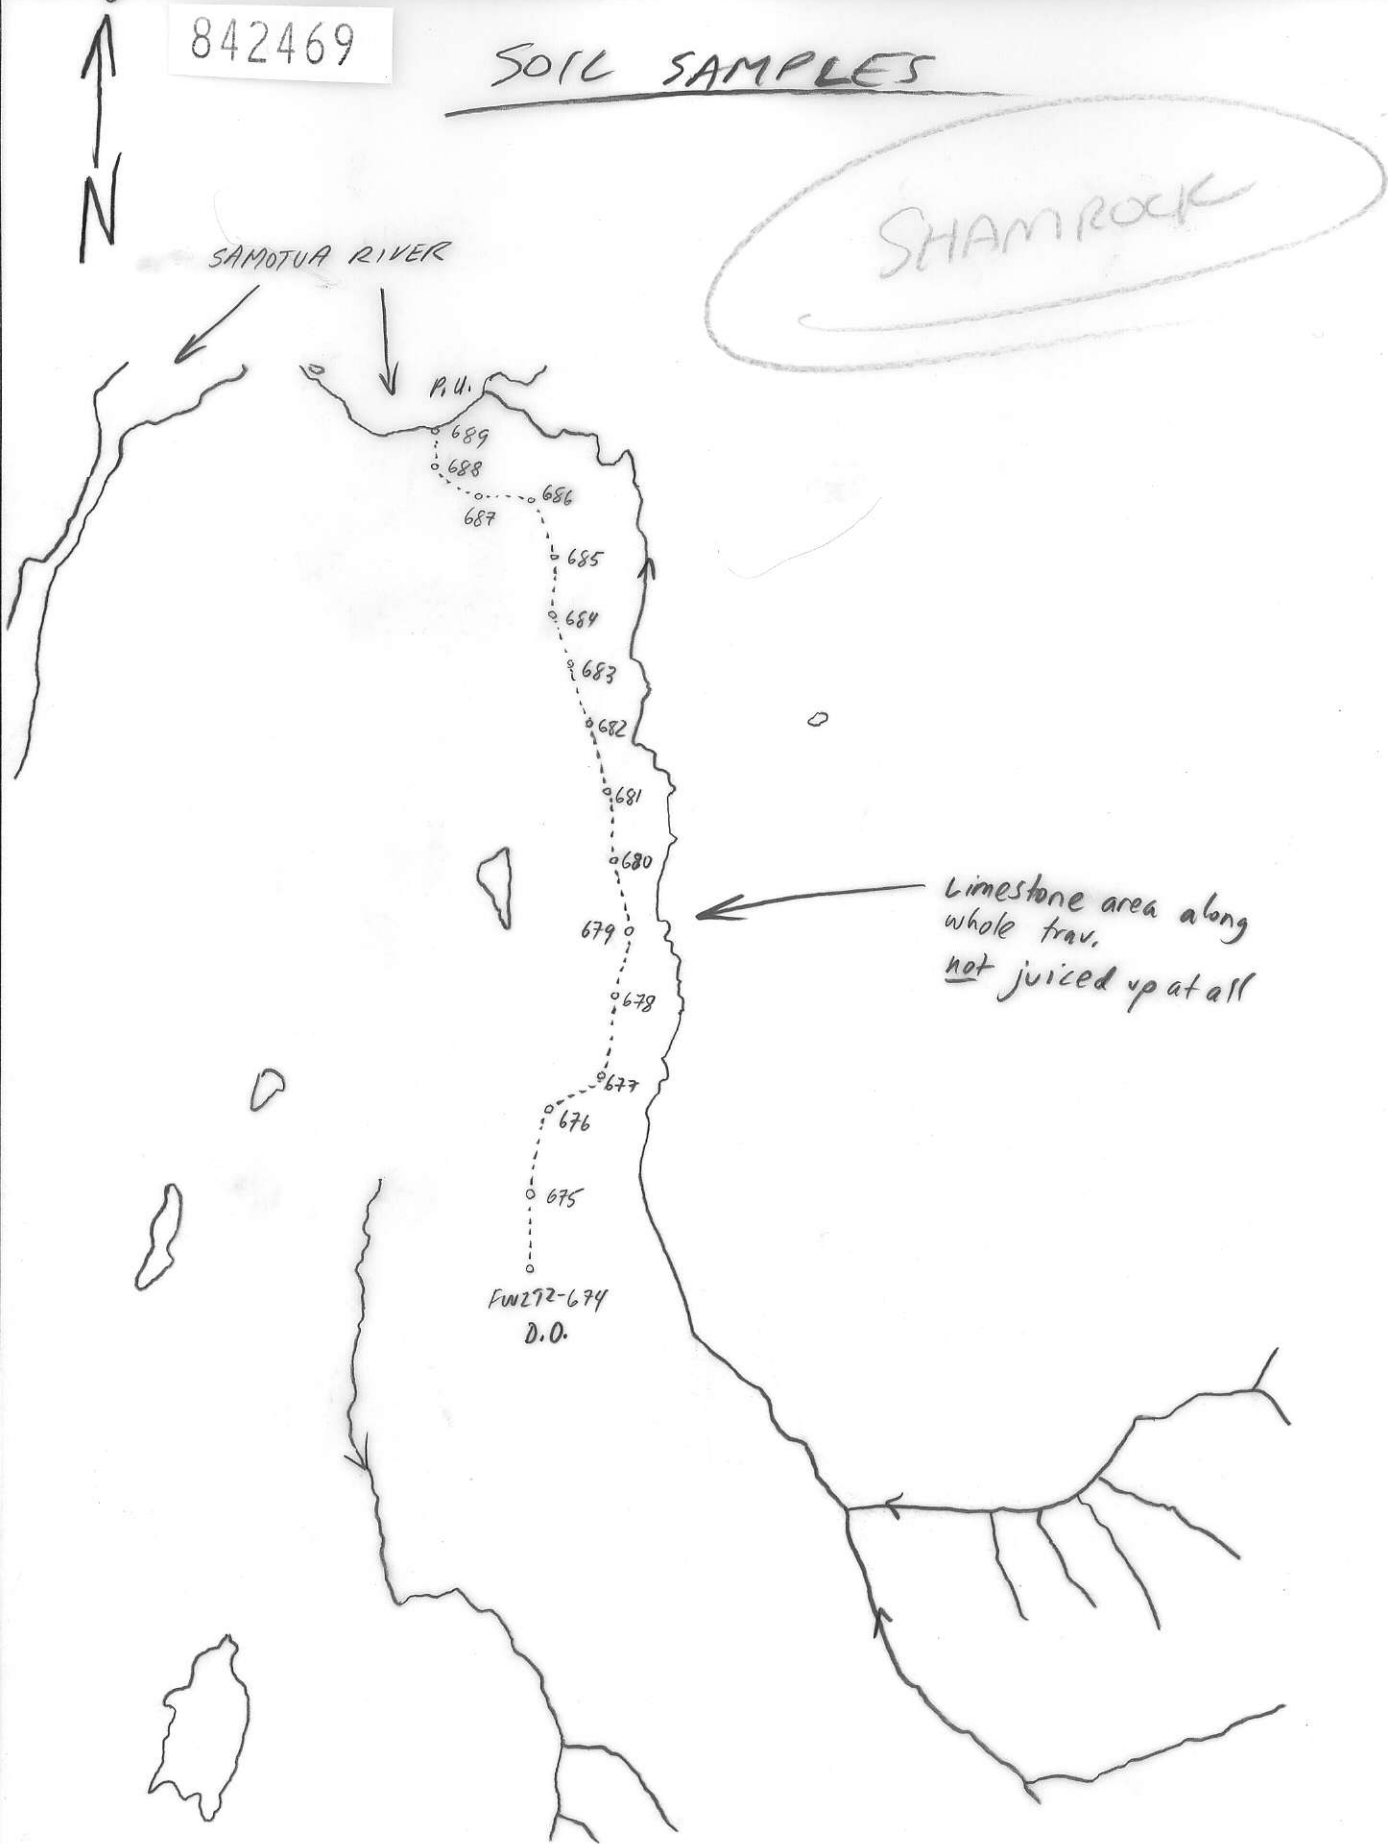 842469
SOIL SAMPLES
N
SHAMROCK
SAMOTUA RIVER
P.U.
689
688
686
687
685
684
683
682
681
680
Limestone area along
whole trav.
not juiced up at all
679
678
677
676
675
FW292-674
D.O.